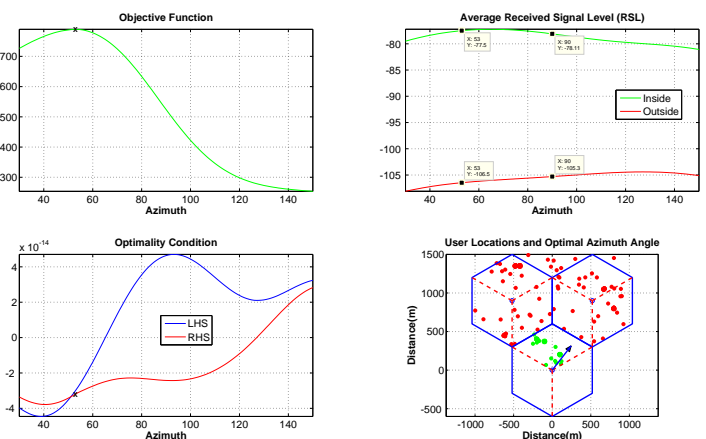 Objective Function
700
600
500
400
300
40 60 80 100 120 140
Azimuth
Average Received Signal Level (RSL)
-80
-85
-90
-95
-100
-105
X: 53
Y: -77.5
X: 90
Y: -78.11
Inside
Outside
X: 53
Y: -106.5
X: 90
Y: -105.3
40 60 80 100 120 140
Azimuth
Optimality Condition
x 10⁻¹⁴
4
2
0
-2
-4
LHS
RHS
40 60 80 100 120 140
Azimuth
User Locations and Optimal Azimuth Angle
Distance(m)
1500
1000
500
0
-500
-1000 -500 0 500 1000
Distance(m)